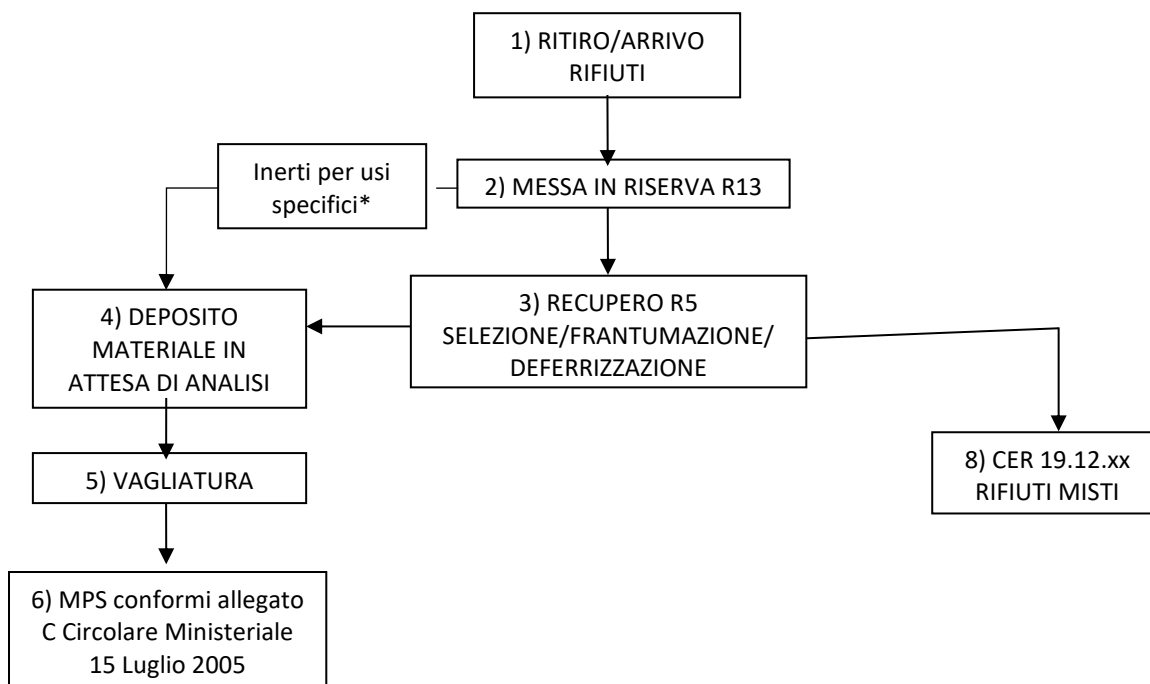 1) RITIRO/ARRIVO
RIFIUTI
Inerti per usi
specifici*
2) MESSA IN RISERVA R13
3) RECUPERO R5
SELEZIONE/FRANTUMAZIONE/
DEFERRIZZAZIONE
4) DEPOSITO
MATERIALE IN
ATTESA DI ANALISI
5) VAGLIATURA
8) CER 19.12.xx
RIFIUTI MISTI
6) MPS conformi allegato
C Circolare Ministeriale
15 Luglio 2005